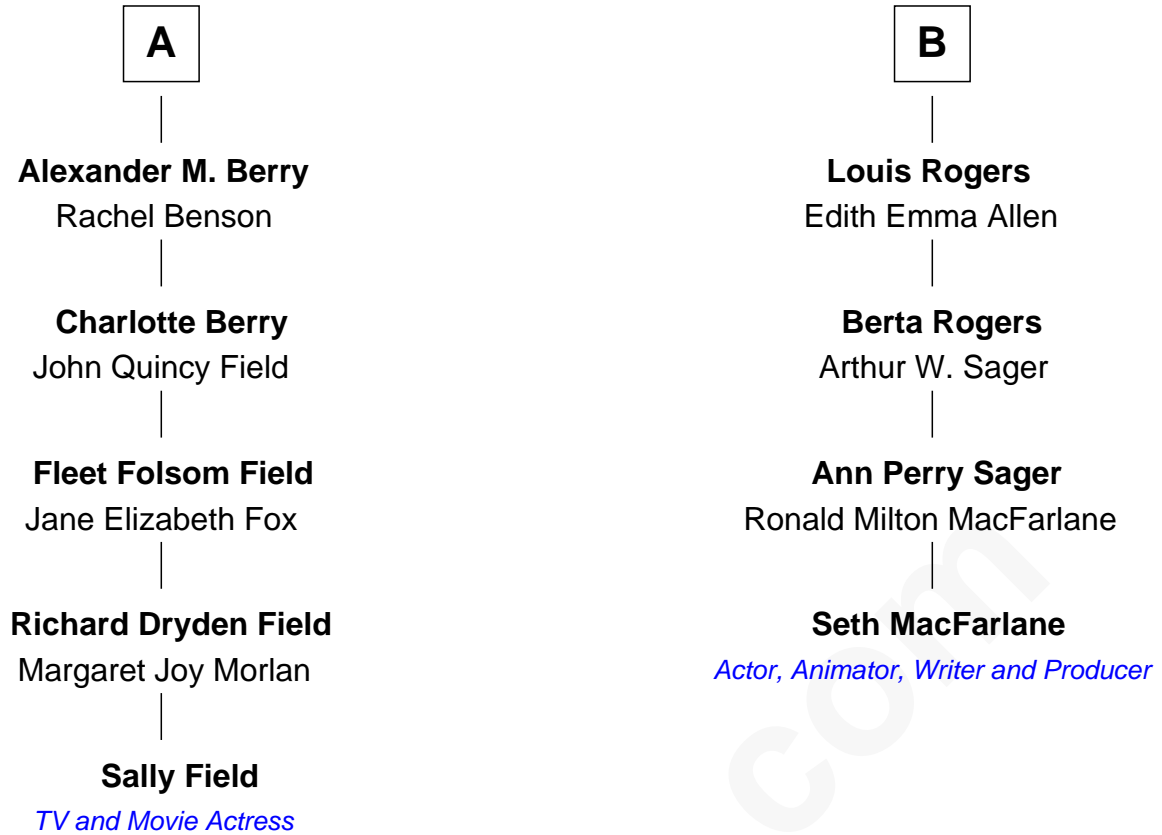 A
Alexander M. Berry
Rachel Benson
Charlotte Berry
John Quincy Field
Fleet Folsom Field
Jane Elizabeth Fox
Richard Dryden Field
Margaret Joy Morlan
Sally Field
TV and Movie Actress
B
Louis Rogers
Edith Emma Allen
Berta Rogers
Arthur W. Sager
Ann Perry Sager
Ronald Milton MacFarlane
Seth MacFarlane
Actor, Animator, Writer and Producer
com